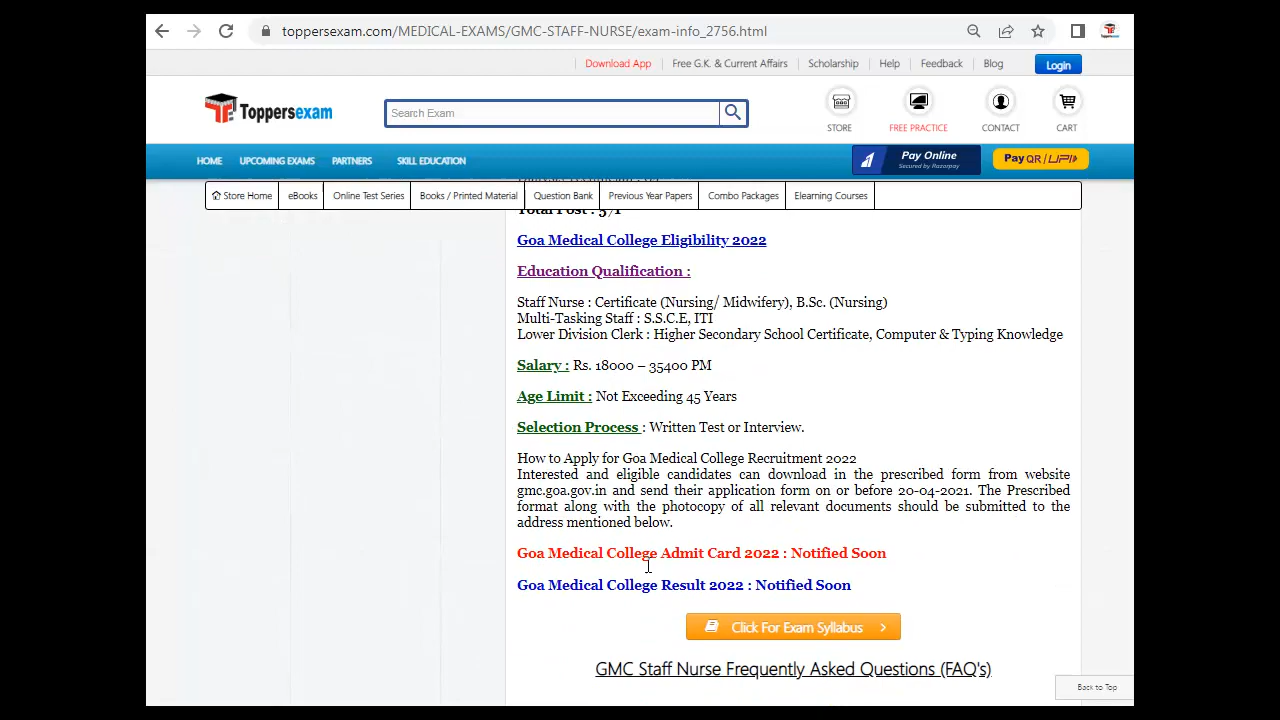 toppersexam.com/MEDICAL-EXAMS/GMC-STAFF-NURSE/exam-info_2756.html
Download App
Free G.K. & Current Affairs
Scholarship
Help
Feedback
Blog
Login
Toppersexam
Search Exam
STORE
FREE PRACTICE
CONTACT
CART
HOME
UPCOMING EXAMS
PARTNERS
SKILL EDUCATION
Pay Online
Secured by Razorpay
Pay QR / UPI
Store Home
eBooks
Online Test Series
Books / Printed Material
Question Bank
Previous Year Papers
Combo Packages
Elearning Courses
Total Post : 571
Goa Medical College Eligibility 2022
Education Qualification :
Staff Nurse : Certificate (Nursing/ Midwifery), B.Sc. (Nursing)
Multi-Tasking Staff : S.S.C.E, ITI
Lower Division Clerk : Higher Secondary School Certificate, Computer & Typing Knowledge
Salary : Rs. 18000 – 35400 PM
Age Limit : Not Exceeding 45 Years
Selection Process : Written Test or Interview.
How to Apply for Goa Medical College Recruitment 2022
Interested and eligible candidates can download in the prescribed form from website
gmc.goa.gov.in and send their application form on or before 20-04-2021. The Prescribed
format along with the photocopy of all relevant documents should be submitted to the
address mentioned below.
Goa Medical College Admit Card 2022 : Notified Soon
Goa Medical College Result 2022 : Notified Soon
Click For Exam Syllabus
GMC Staff Nurse Frequently Asked Questions (FAQ's)
Back to Top